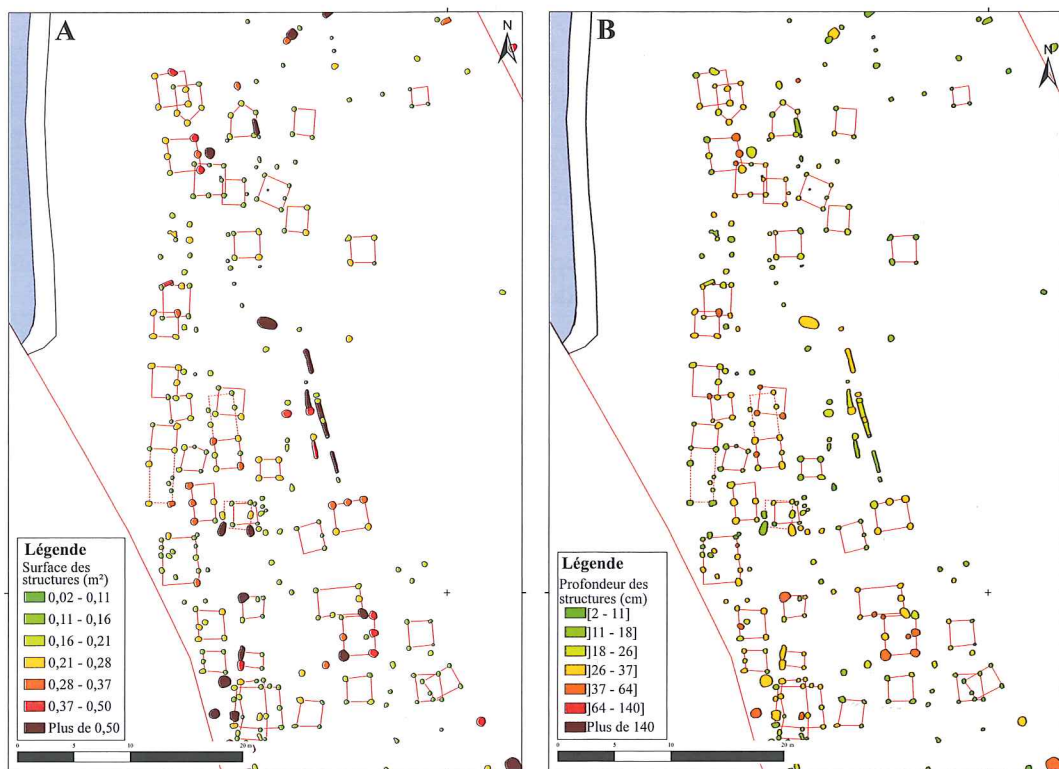 A
N
Légende
Surface des
structures (m²)
0,02 - 0,11
0,11 - 0,16
0,16 - 0,21
0,21 - 0,28
0,28 - 0,37
0,37 - 0,50
Plus de 0,50
0
5
10
20 m
B
N
Légende
Profondeur des
structures (cm)
[2 - 11]
]11 - 18]
]18 - 26]
]26 - 37]
]37 - 64]
]64 - 140]
Plus de 140
0
5
10
20 m